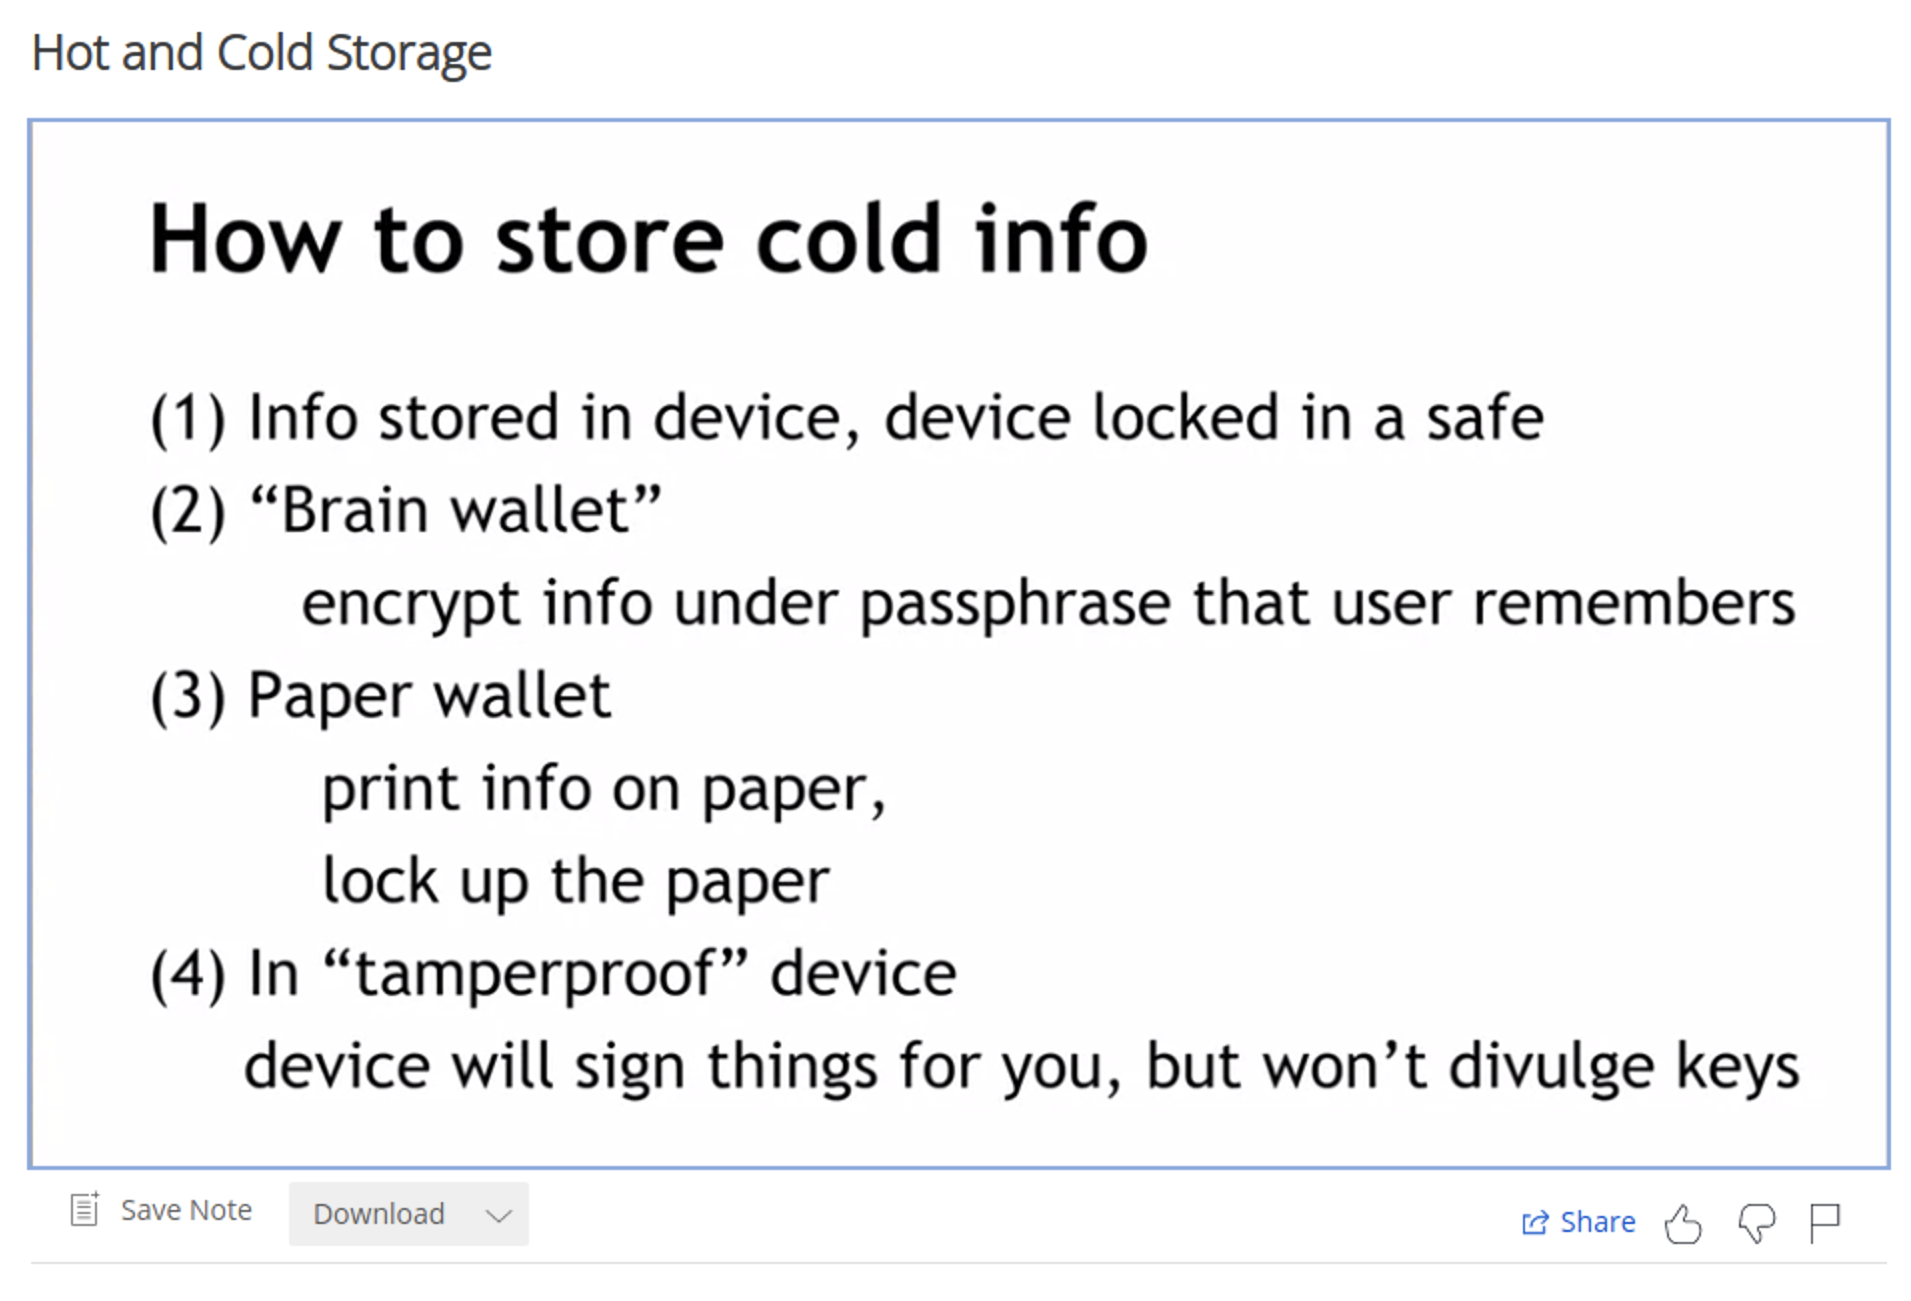 Hot and Cold Storage
How to store cold info
(1) Info stored in device, device locked in a safe
(2) “Brain wallet”
encrypt info under passphrase that user remembers
(3) Paper wallet
print info on paper,
lock up the paper
(4) In “tamperproof” device
device will sign things for you, but won’t divulge keys
Save Note Download Share